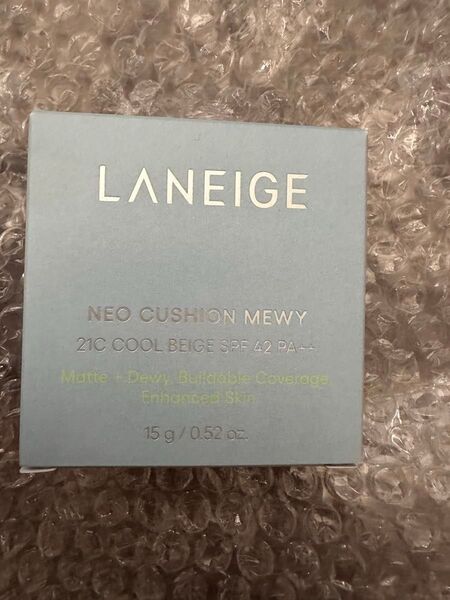 LANEIGE
NEO CUSHION MEWY
21C COOL BEIGE SPF 42 PA++
Matte + Dewy, Buildable Coverage,
Enhanced Skin
15 g / 0.52 oz.